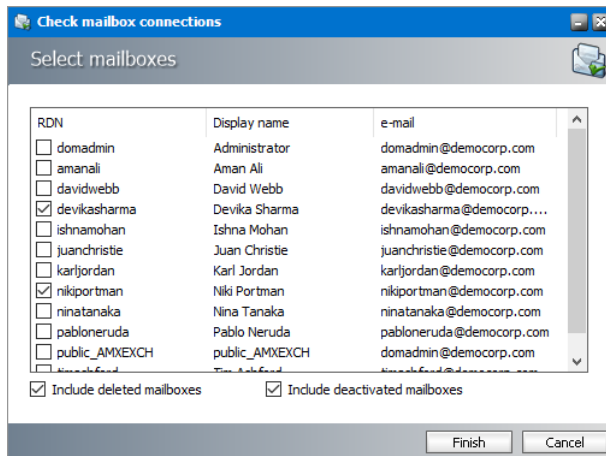 Check mailbox connections
Select mailboxes
RDN Display name e-mail
domadmin Administrator domadmin@democorp.com
amanali Aman Ali amanali@democorp.com
davidwebb David Webb davidwebb@democorp.com
devikasharma Devika Sharma devikasharma@democorp....
ishnamohan Ishna Mohan ishnamohan@democorp.com
juanchristie Juan Christie juanchristie@democorp.com
karljordan Karl Jordan karljordan@democorp.com
nikiportman Niki Portman nikiportman@democorp.com
ninatanaka Nina Tanaka ninatanaka@democorp.com
pabloneruda Pablo Neruda pabloneruda@democorp.com
public_AMXEXCH public_AMXEXCH domadmin@democorp.com
Include deleted mailboxes Include deactivated mailboxes
Finish Cancel